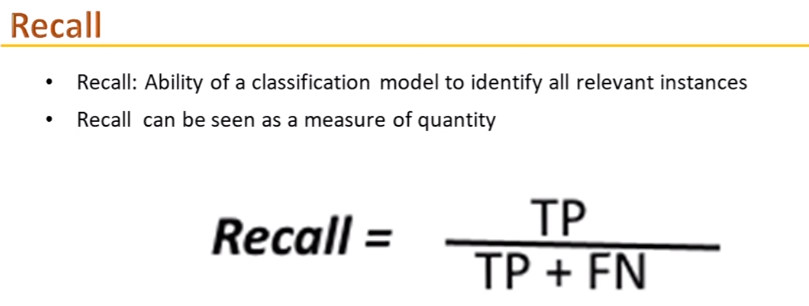 Recall
• Recall: Ability of a classification model to identify all relevant instances
• Recall can be seen as a measure of quantity
Recall = TP
TP + FN